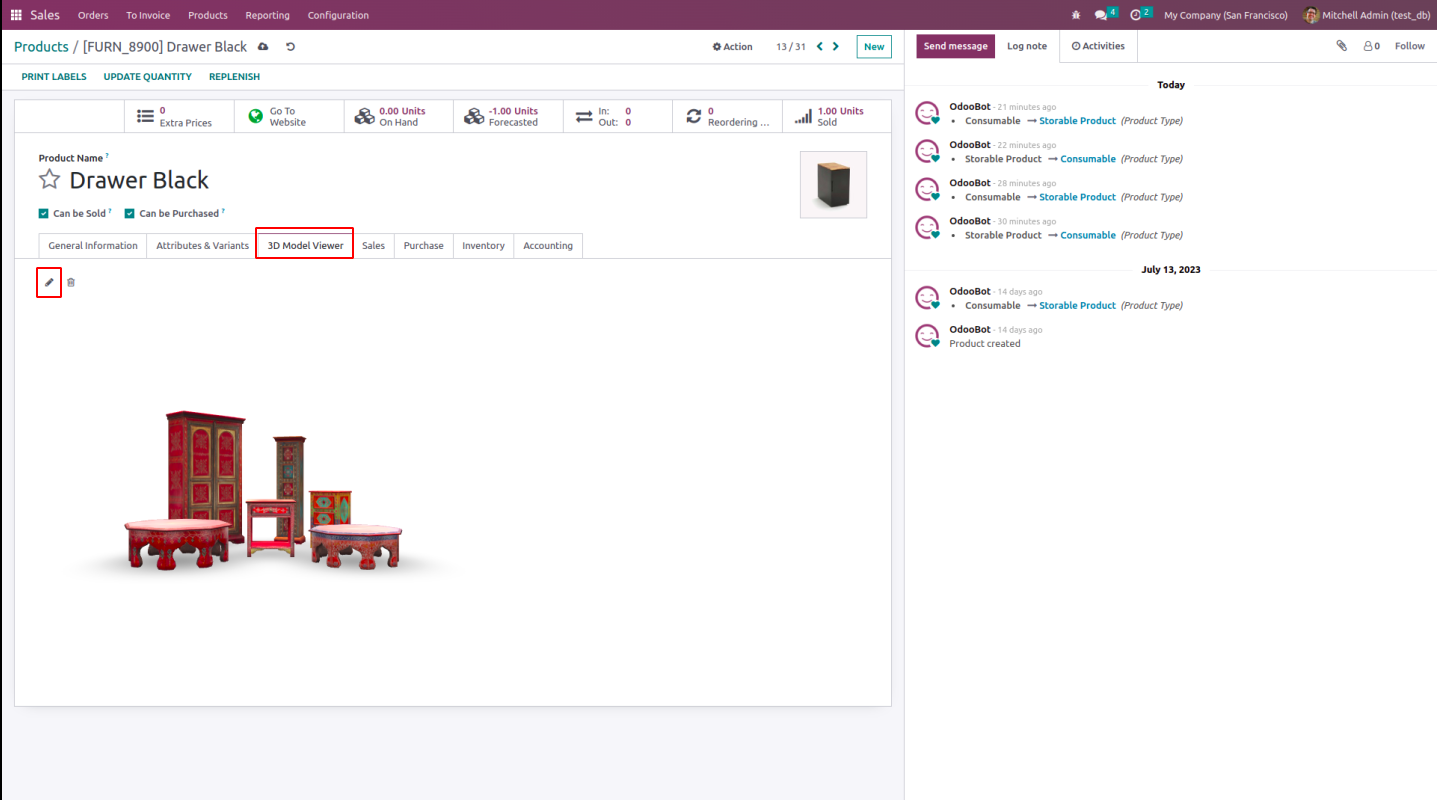 Sales Orders To Invoice Products Reporting Configuration 4 2 My Company (San Francisco) Mitchell Admin (test_db)
Products / [FURN_8900] Drawer Black Action 13 / 31 New
PRINT LABELS UPDATE QUANTITY REPLENISH
0
Extra Prices
Go To
Website
0.00 Units
On Hand
-1.00 Units
Forecasted
In: 0
Out: 0
0
Reordering ...
1.00 Units
Sold
Product Name ?
Drawer Black
Can be Sold ? Can be Purchased ?
General Information Attributes & Variants 3D Model Viewer Sales Purchase Inventory Accounting
Send message Log note Activities 0 Follow
Today
OdooBot - 21 minutes ago
• Consumable → Storable Product (Product Type)
OdooBot - 22 minutes ago
• Storable Product → Consumable (Product Type)
OdooBot - 28 minutes ago
• Consumable → Storable Product (Product Type)
OdooBot - 30 minutes ago
• Storable Product → Consumable (Product Type)
July 13, 2023
OdooBot - 14 days ago
• Consumable → Storable Product (Product Type)
OdooBot - 14 days ago
Product created